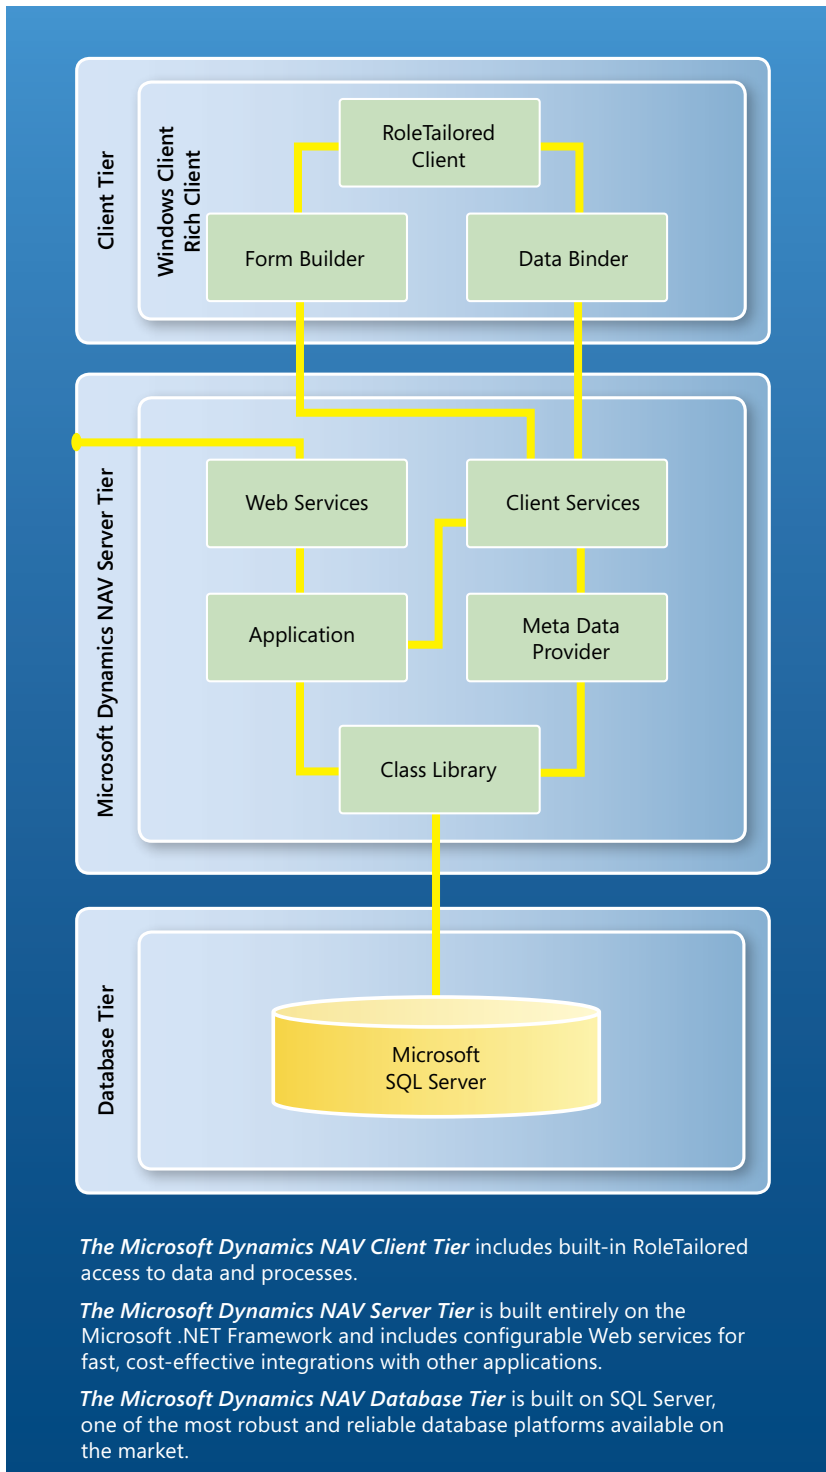 Client Tier
Windows Client
Rich Client
RoleTailored
Client
Form Builder
Data Binder
Microsoft Dynamics NAV Server Tier
Web Services
Client Services
Application
Meta Data
Provider
Class Library
Database Tier
Microsoft
SQL Server
The Microsoft Dynamics NAV Client Tier includes built-in RoleTailored
access to data and processes.
The Microsoft Dynamics NAV Server Tier is built entirely on the
Microsoft .NET Framework and includes configurable Web services for
fast, cost-effective integrations with other applications.
The Microsoft Dynamics NAV Database Tier is built on SQL Server,
one of the most robust and reliable database platforms available on
the market.